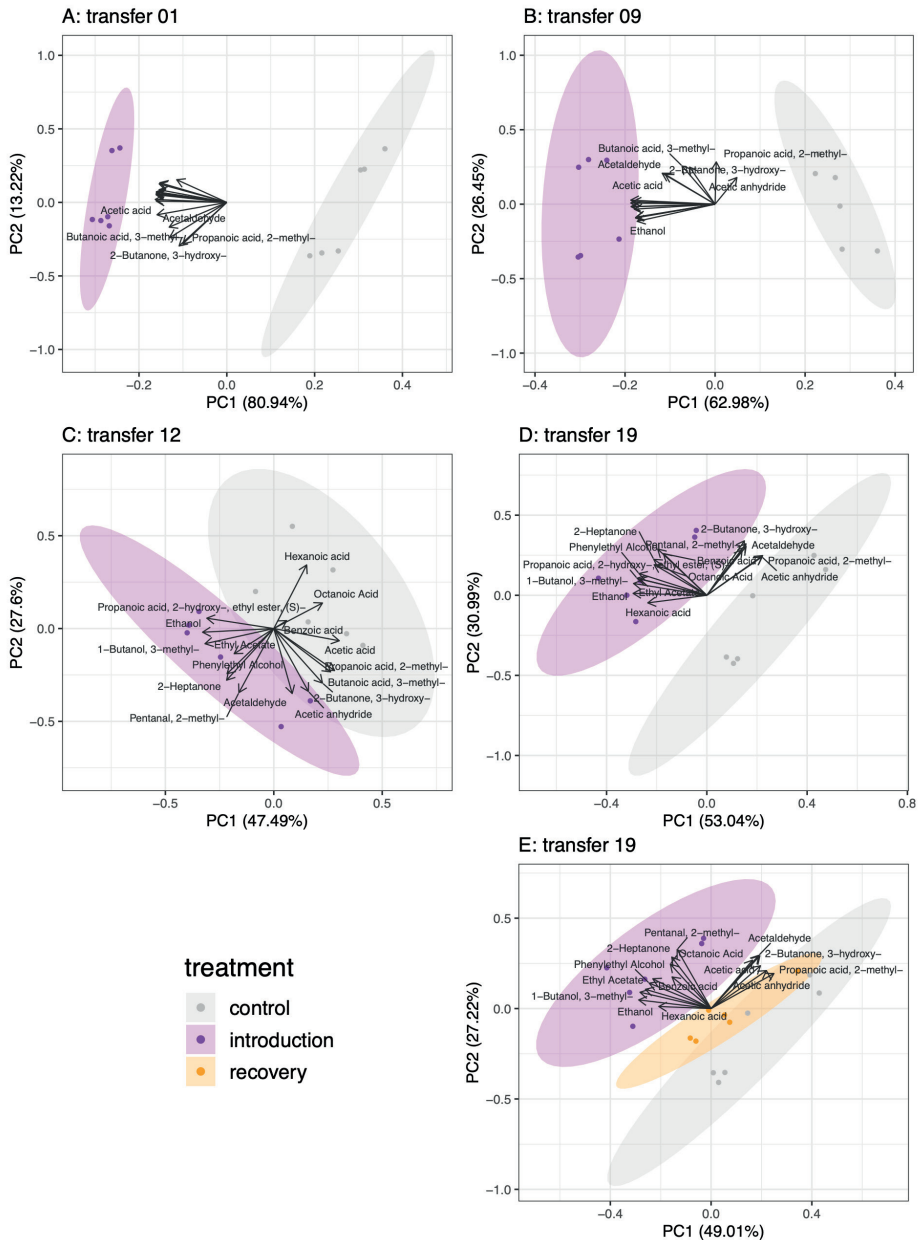 A: transfer 01
PC2 (13.22%)
1.0
0.5
0.0
−0.5
−1.0
Acetic acid
Acetaldehyde
Butanoic acid, 3−methyl−
Propanoic acid, 2−methyl−
2−Butanone, 3−hydroxy−
−0.2
0.0
0.2
0.4
PC1 (80.94%)
B: transfer 09
PC2 (26.45%)
1.0
0.5
0.0
−0.5
−1.0
Butanoic acid, 3−methyl−
Propanoic acid, 2−methyl−
Acetaldehyde
2−Butanone, 3−hydroxy−
Acetic acid
Acetic anhydride
Ethanol
−0.4
−0.2
0.0
0.2
0.4
PC1 (62.98%)
C: transfer 12
PC2 (27.6%)
0.5
0.0
−0.5
Hexanoic acid
Octanoic Acid
Propanoic acid, 2−hydroxy−, ethyl ester, (S)−
Ethanol
Benzoic acid
1−Butanol, 3−methyl−
Ethyl Acetate
Acetic acid
Phenylethyl Alcohol
Propanoic acid, 2−methyl−
2−Heptanone
Butanoic acid, 3−methyl−
Acetaldehyde
2−Butanone, 3−hydroxy−
Pentanal, 2−methyl−
Acetic anhydride
−0.5
0.0
0.5
PC1 (47.49%)
D: transfer 19
PC2 (30.99%)
0.5
0.0
−0.5
−1.0
2−Heptanone
2−Butanone, 3−hydroxy−
Phenylethyl Alcohol
Pentanal, 2−methyl−
Acetaldehyde
Propanoic acid, 2−hydroxy−, ethyl ester, (S)−
Benzoic acid
Propanoic acid, 2−methyl−
1−Butanol, 3−methyl−
Octanoic Acid
Acetic anhydride
Ethanol
Ethyl Acetate
Hexanoic acid
−0.4
0.0
0.4
0.8
PC1 (53.04%)
E: transfer 19
PC2 (27.22%)
0.5
0.0
−0.5
−1.0
Pentanal, 2−methyl−
Acetaldehyde
2−Heptanone
Octanoic Acid
2−Butanone, 3−hydroxy−
Phenylethyl Alcohol
Acetic acid
Propanoic acid, 2−methyl−
Ethyl Acetate
Benzoic acid
Acetic anhydride
1−Butanol, 3−methyl−
Ethanol
Hexanoic acid
−0.4
0.0
0.4
PC1 (49.01%)
treatment
control
introduction
recovery